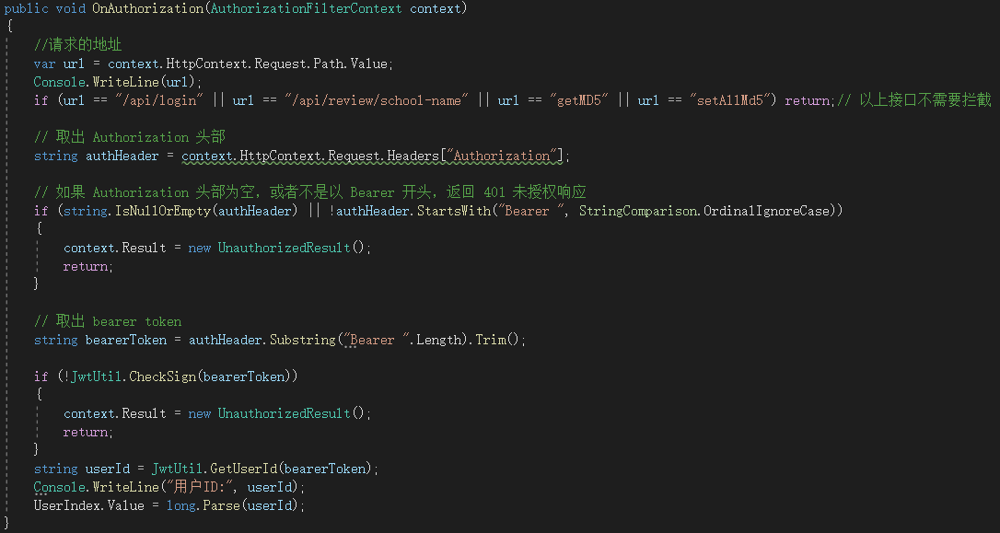 public void OnAuthorization(AuthorizationFilterContext context)
{
//请求的地址
var url = context.HttpContext.Request.Path.Value;
Console.WriteLine(url);
if (url == "/api/login" || url == "/api/review/school-name" || url == "getMD5" || url == "setAllMd5") return;// 以上接口不需要拦截
// 取出 Authorization 头部
string authHeader = context.HttpContext.Request.Headers["Authorization"];
// 如果 Authorization 头部为空，或者不是以 Bearer 开头，返回 401 未授权响应
if (string.IsNullOrEmpty(authHeader) || !authHeader.StartsWith("Bearer ", StringComparison.OrdinalIgnoreCase))
{
context.Result = new UnauthorizedResult();
return;
}
// 取出 bearer token
string bearerToken = authHeader.Substring("Bearer ".Length).Trim();
if (!JwtUtil.CheckSign(bearerToken))
{
context.Result = new UnauthorizedResult();
return;
}
string userId = JwtUtil.GetUserId(bearerToken);
Console.WriteLine("用户ID:", userId);
UserIndex.Value = long.Parse(userId);
}